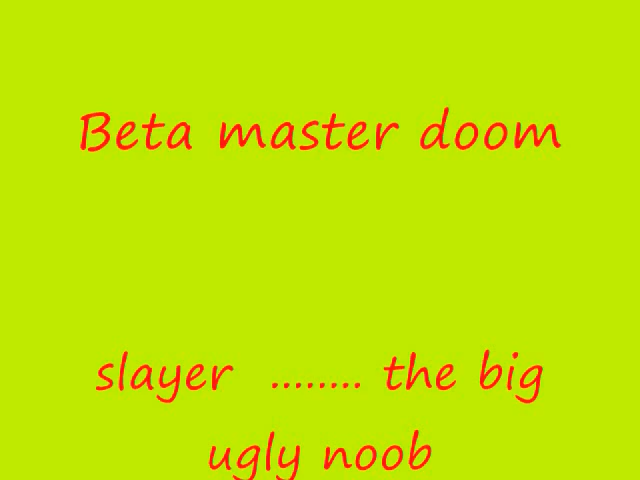 Beta master doom
slayer ........ the big
ugly noob